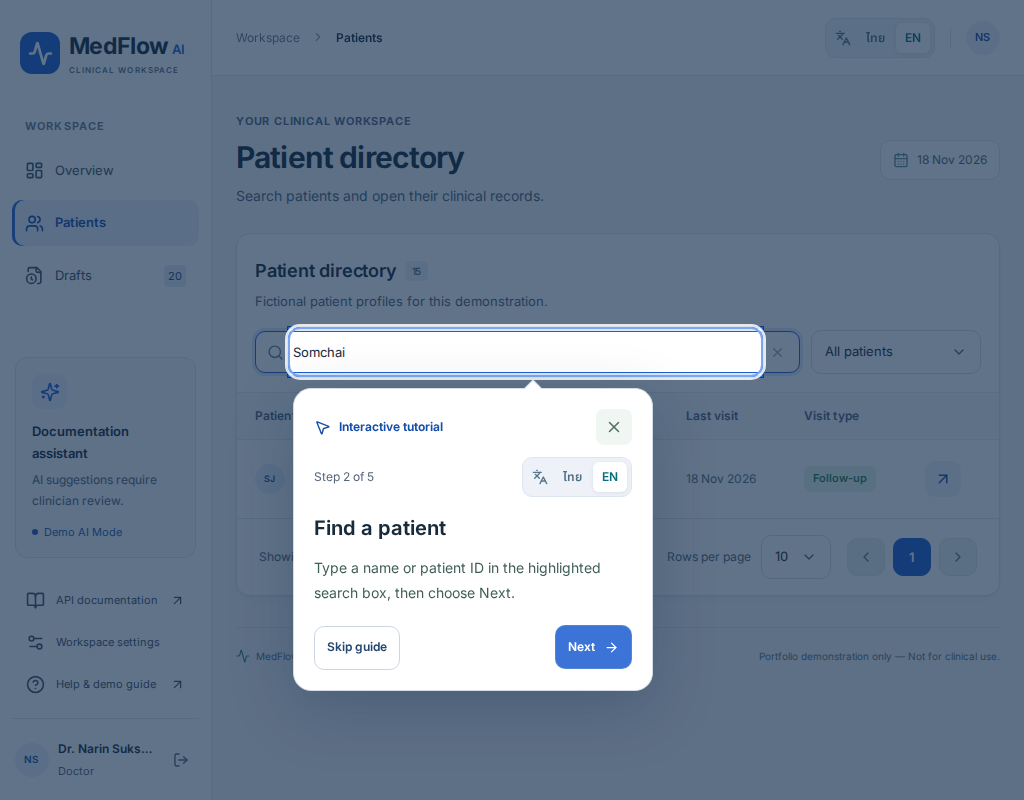 MedFlow AI
CLINICAL WORKSPACE
WORKSPACE
Overview
Patients
Drafts
20
Documentation
assistant
AI suggestions require
clinician review.
Demo AI Mode
API documentation
Workspace settings
Help & demo guide
NS
Dr. Narin Suks...
Doctor
Workspace
Patients
ไทย
EN
NS
YOUR CLINICAL WORKSPACE
Patient directory
18 Nov 2026
Search patients and open their clinical records.
Patient directory
15
Fictional patient profiles for this demonstration.
Somchai
All patients
Last visit
Visit type
SJ
18 Nov 2026
Follow-up
Rows per page
10
1
Portfolio demonstration only — Not for clinical use.
Interactive tutorial
Step 2 of 5
ไทย
EN
Find a patient
Type a name or patient ID in the highlighted
search box, then choose Next.
Skip guide
Next